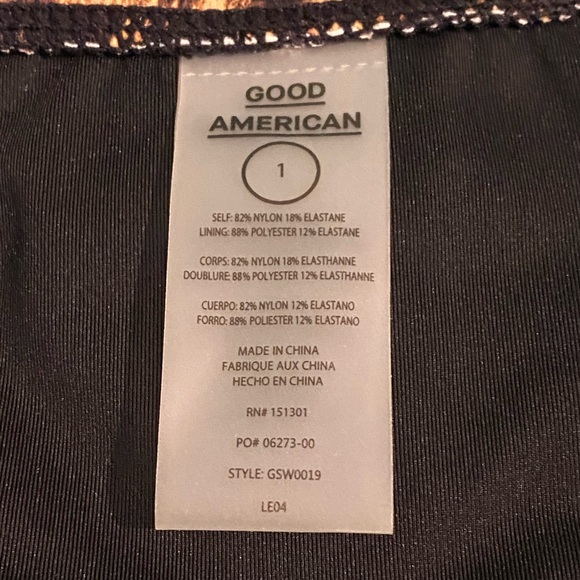 GOOD
AMERICAN
1
SELF: 82% NYLON 18% ELASTANE
LINING: 88% POLYESTER 12% ELASTANE
CORPS: 82% NYLON 18% ELASTHANNE
DOUBLURE: 88% POLYESTER 12% ELASTHANNE
CUERPO: 82% NYLON 12% ELASTANO
FORRO: 88% POLIESTER 12% ELASTANO
MADE IN CHINA
FABRIQUE AUX CHINA
HECHO EN CHINA
RN# 151301
PO# 06273-00
STYLE: GSW0019
LE04